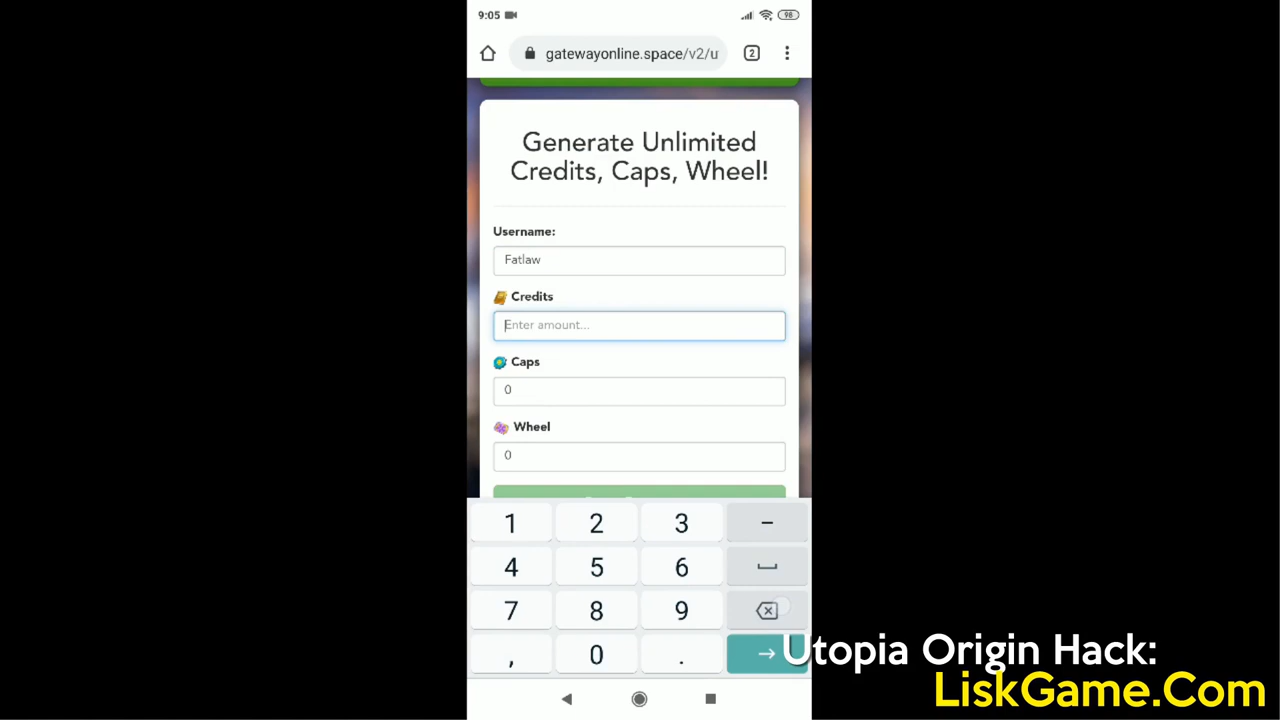 9:05
98
gatewayonline.space/v2/u
2
Generate Unlimited
Credits, Caps, Wheel!
Username:
Fatlaw
Credits
Enter amount...
Caps
0
Wheel
0
1 2 3 -
4 5 6
7 8 9
, 0 .
Utopia Origin Hack:
LiskGame.Com